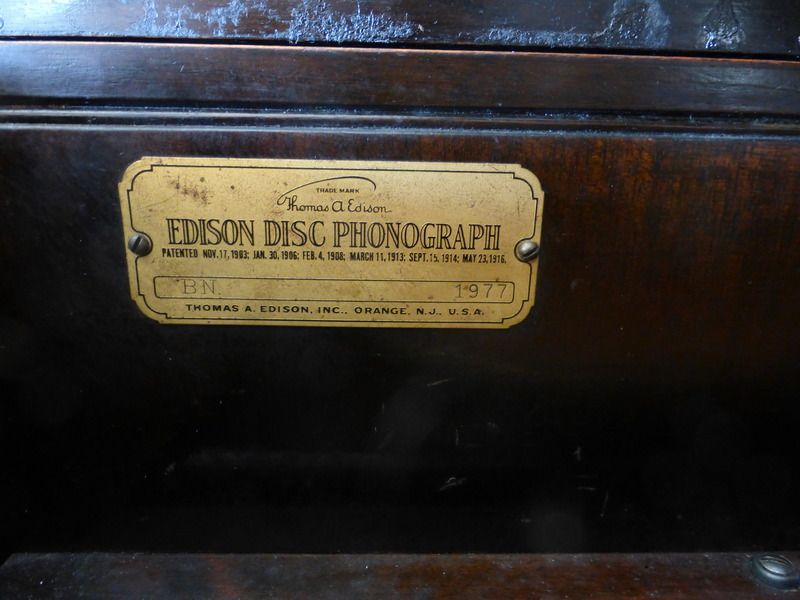 TRADE MARK
Thomas A Edison
EDISON DISC PHONOGRAPH
PATENTED NOV. 17, 1903; JAN. 30, 1906; FEB. 4, 1908; MARCH 11, 1913; SEPT. 15, 1914; MAY 23, 1916.
BN 1977
THOMAS A. EDISON, INC., ORANGE, N.J., U.S.A.